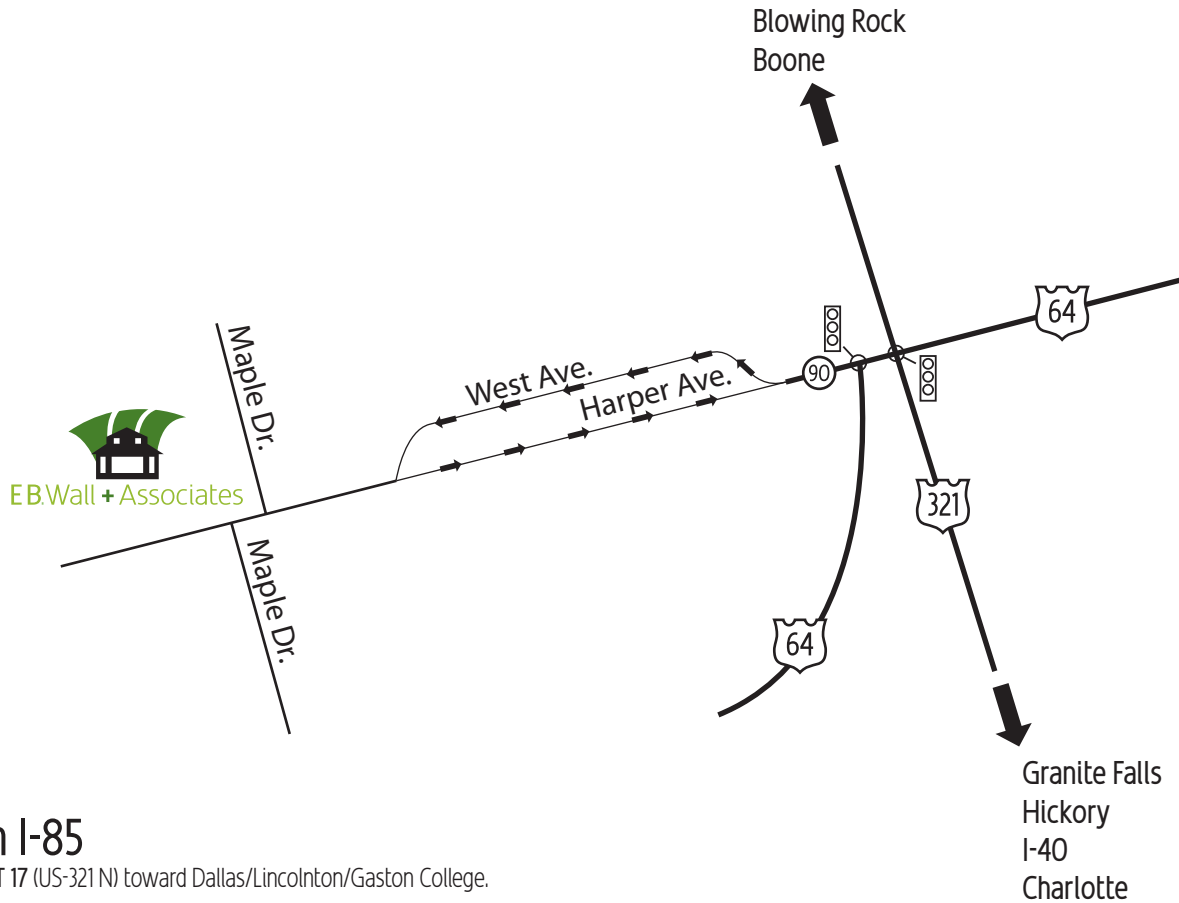 Blowing Rock
Boone
64
Maple Dr.
West Ave.
Harper Ave.
90
E.B.Wall + Associates
321
Maple Dr.
64
Granite Falls
Hickory
I-40
Charlotte
I-85
17 (US-321 N) toward Dallas/Lincolnton/Gaston College.